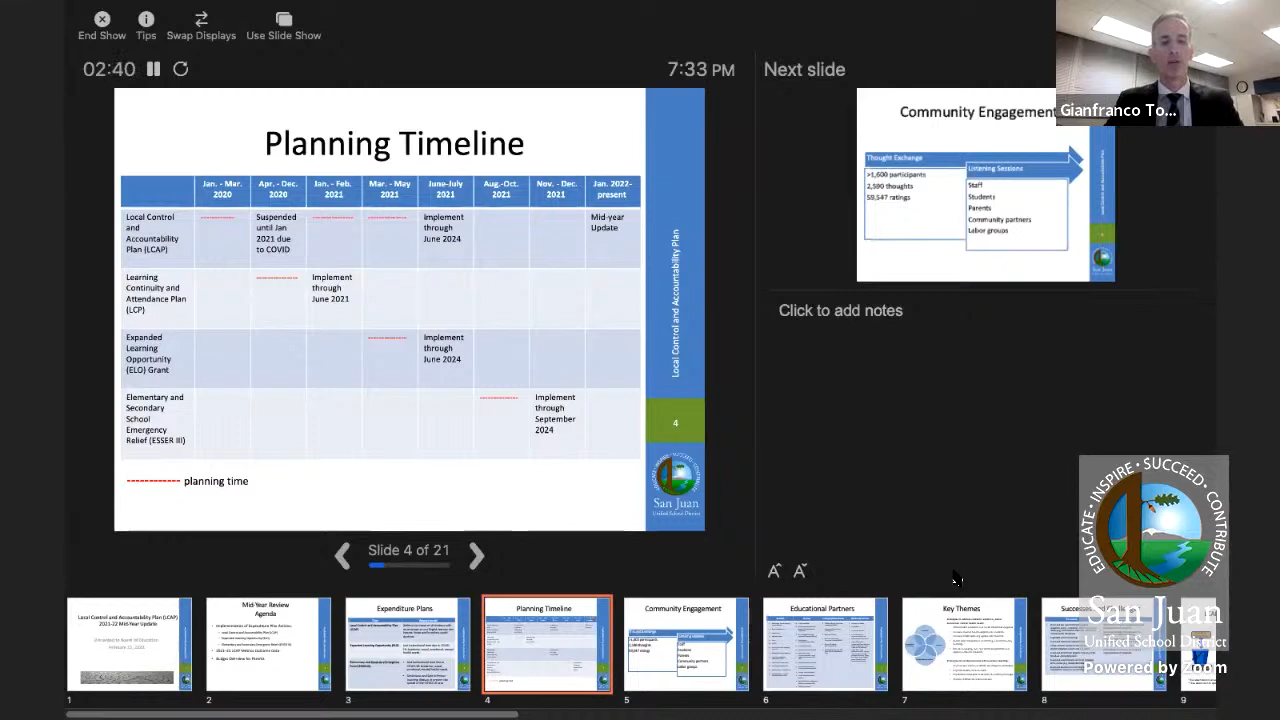 End Show
Tips
Swap Displays
Use Slide Show
02:40
7:33 PM
Next slide
Gianfranco To...
Planning Timeline
Jan. - Mar. 2020
Apr. - Dec. 2020
Jan. - Feb. 2021
Mar. - May 2021
June-July 2021
Aug.-Oct. 2021
Nov. - Dec. 2021
Jan. 2022-present
Local Control and Accountability Plan (LCAP)
Suspended until Jan 2021 due to COVID
Implement through June 2024
Mid-year Update
Learning Continuity and Attendance Plan (LCP)
Implement through June 2021
Expanded Learning Opportunity (ELO) Grant
Implement through June 2024
Elementary and Secondary School Emergency Relief (ESSER III)
Implement through September 2024
planning time
Local Control and Accountability Plan
4
San Juan
Unified School District
Community Engagement
Thought Exchange
>1,600 participants
2,590 thoughts
59,547 ratings
Listening Sessions
Staff
Students
Parents
Community partners
Labor groups
Click to add notes
Slide 4 of 21
EDUCATE • INSPIRE • SUCCEED • CONTRIBUTE
San Juan
Unified School District
Powered by Zoom
Local Control and Accountability Plan (LCAP)
2021-22 Mid-Year Update
Mid-Year Review
Agenda
Expenditure Plans
Planning Timeline
Community Engagement
Educational Partners
Key Themes
1
2
3
4
5
6
7
8
9